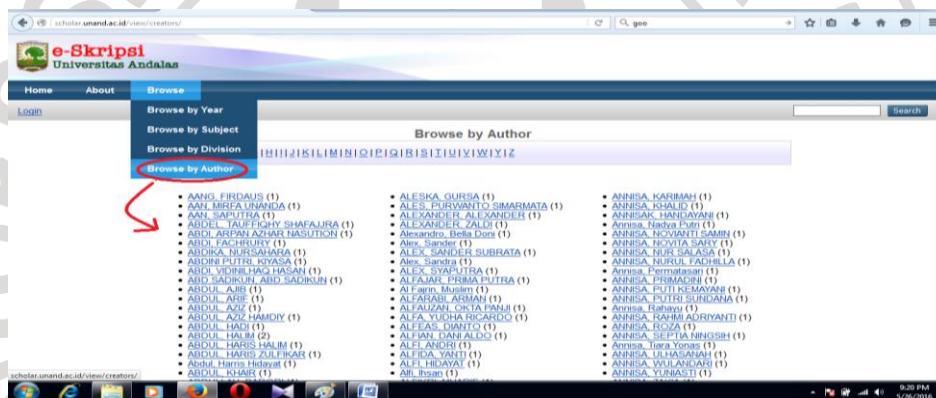 scholar.unand.ac.id/view/creators/
goo
e-Skripsi
Universitas Andalas
Home About Browse
Login Search
Browse by Year
Browse by Subject
Browse by Division
Browse by Author
Browse by Author
|H|I|J|K|L|M|N|O|P|Q|R|S|T|U|V|W|Y|Z
AANG, FIRDAUS (1)
AAN, MIRFA UNANDA (1)
AAN, SAPUTRA (1)
ABDEL, TAUFFIQHY SHAFAJJRA (1)
ABDI, ARPAN AZHAR NASUTION (1)
ABDI, FACHRURY (1)
ABDIKA, NURSAHARA (1)
ABDINI PUTRI, KIYASA (1)
ABDI, VIDINILHAQ HASAN (1)
ABD SADIKUN, ABD SADIKUN (1)
ABDUL, AJIB (1)
ABDUL, ARIF (1)
ABDUL, AZIZ (1)
ABDUL, AZIZ HAMDIY (1)
ABDUL, HADI (1)
ABDUL, HALIM (2)
ABDUL, HARIS HALIM (1)
ABDUL, HARIS ZULFIKAR (1)
Abdul, Harris Hidayat (1)
ABDUL, KHAIR (1)
ALESKA, GURSA (1)
ALES, PURWANTO SIMARMATA (1)
ALEXANDER, ALEXANDER (1)
ALEXANDER, ZALDI (1)
Alexandro, Bella Doni (1)
Alex, Sander (1)
ALEX, SANDER SUBRATA (1)
Alex, Sandra (1)
ALEX, SYAPUTRA (1)
ALFAJAR, PRIMA PUTRA (1)
Al Fajrin, Muslim (1)
ALFARABI, ARMAN (1)
ALFAUZAN, OKTA PANJI (1)
ALFA, YUDHA RICARDO (1)
ALFEAS, DIANTO (1)
ALFIAN, DANI ALDO (1)
ALFI, ANDRI (1)
ALFIDA, YANTI (1)
ALFI, HIDAYAT (1)
Alfi, Ihsan (1)
ANNISA, KARIMAH (1)
ANNISA, KHALID (1)
ANNISAK, HANDAYANI (1)
Annisa, Nadya Putri (1)
ANNISA, NOVIANTI SAMIN (1)
ANNISA, NOVITA SARY (1)
ANNISA, NUR SALASA (1)
ANNISA, NURUL FADHILLA (1)
Annisa, Permatasari (1)
ANNISA, PRIMADINI (1)
ANNISA, PUTI KEMAYANI (1)
ANNISA, PUTRI SUNDANA (1)
Annisa, Rahayu (1)
ANNISA, RAHMI ADRIYANTI (1)
ANNISA, ROZA (1)
ANNISA, SEPTIA NINGSIH (1)
Annisa, Tiara Yonas (1)
ANNISA, ULHASANAH (1)
ANNISA, WULANDARI (1)
ANNISA, YUNIASTI (1)
scholar.unand.ac.id/view/creators/
9:20 PM
5/26/2016